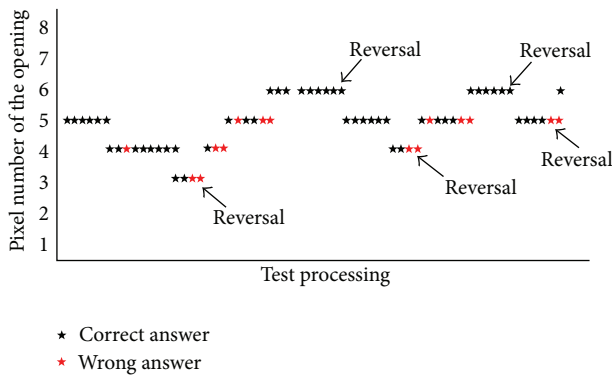 Pixel number of the opening
8
7
6
5
4
3
2
1
Reversal
Reversal
Reversal
Reversal
Reversal
Test processing
Correct answer
Wrong answer